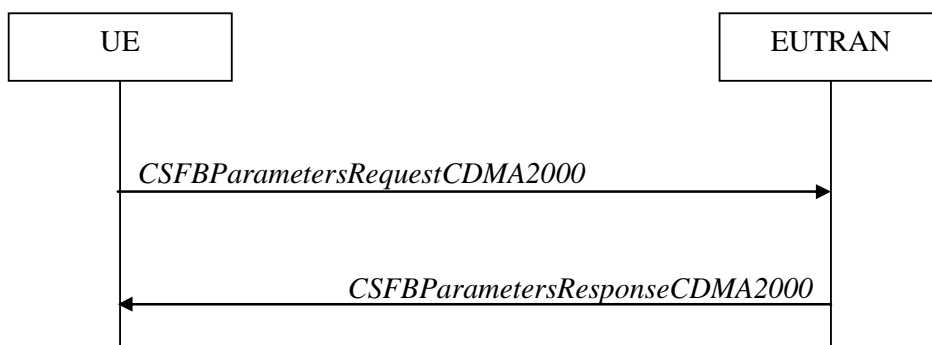 UE
EUTRAN
CSFBParametersRequestCDMA2000
CSFBParametersResponseCDMA2000